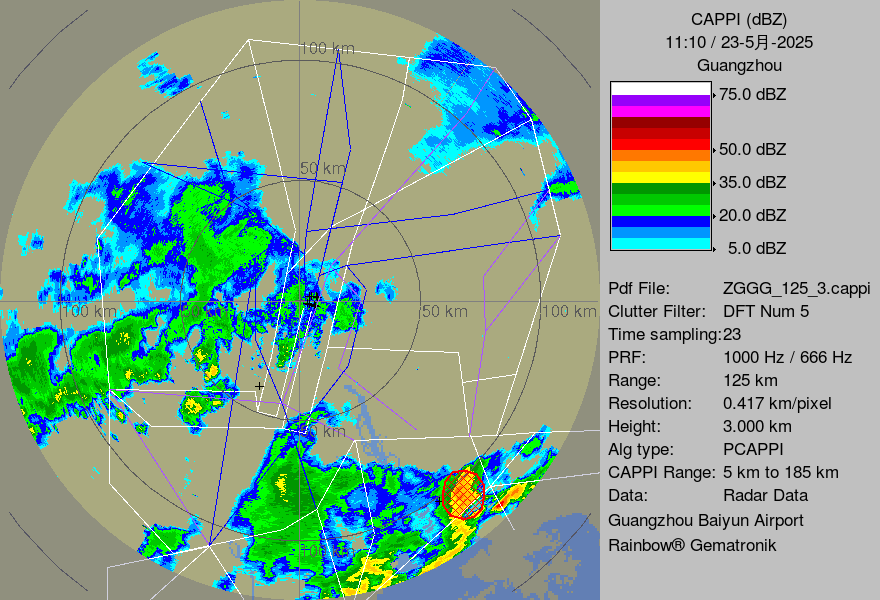 CAPPI (dBZ)
11:10 / 23-5月-2025
Guangzhou
75.0 dBZ
50.0 dBZ
35.0 dBZ
20.0 dBZ
5.0 dBZ
Pdf File: ZGGG_125_3.cappi
Clutter Filter: DFT Num 5
Time sampling:23
PRF: 1000 Hz / 666 Hz
Range: 125 km
Resolution: 0.417 km/pixel
Height: 3.000 km
Alg type: PCAPPI
CAPPI Range: 5 km to 185 km
Data: Radar Data
Guangzhou Baiyun Airport
Rainbow® Gematronik
100 km
50 km
100 km
50 km
50 km
100 km
50 km
100 km